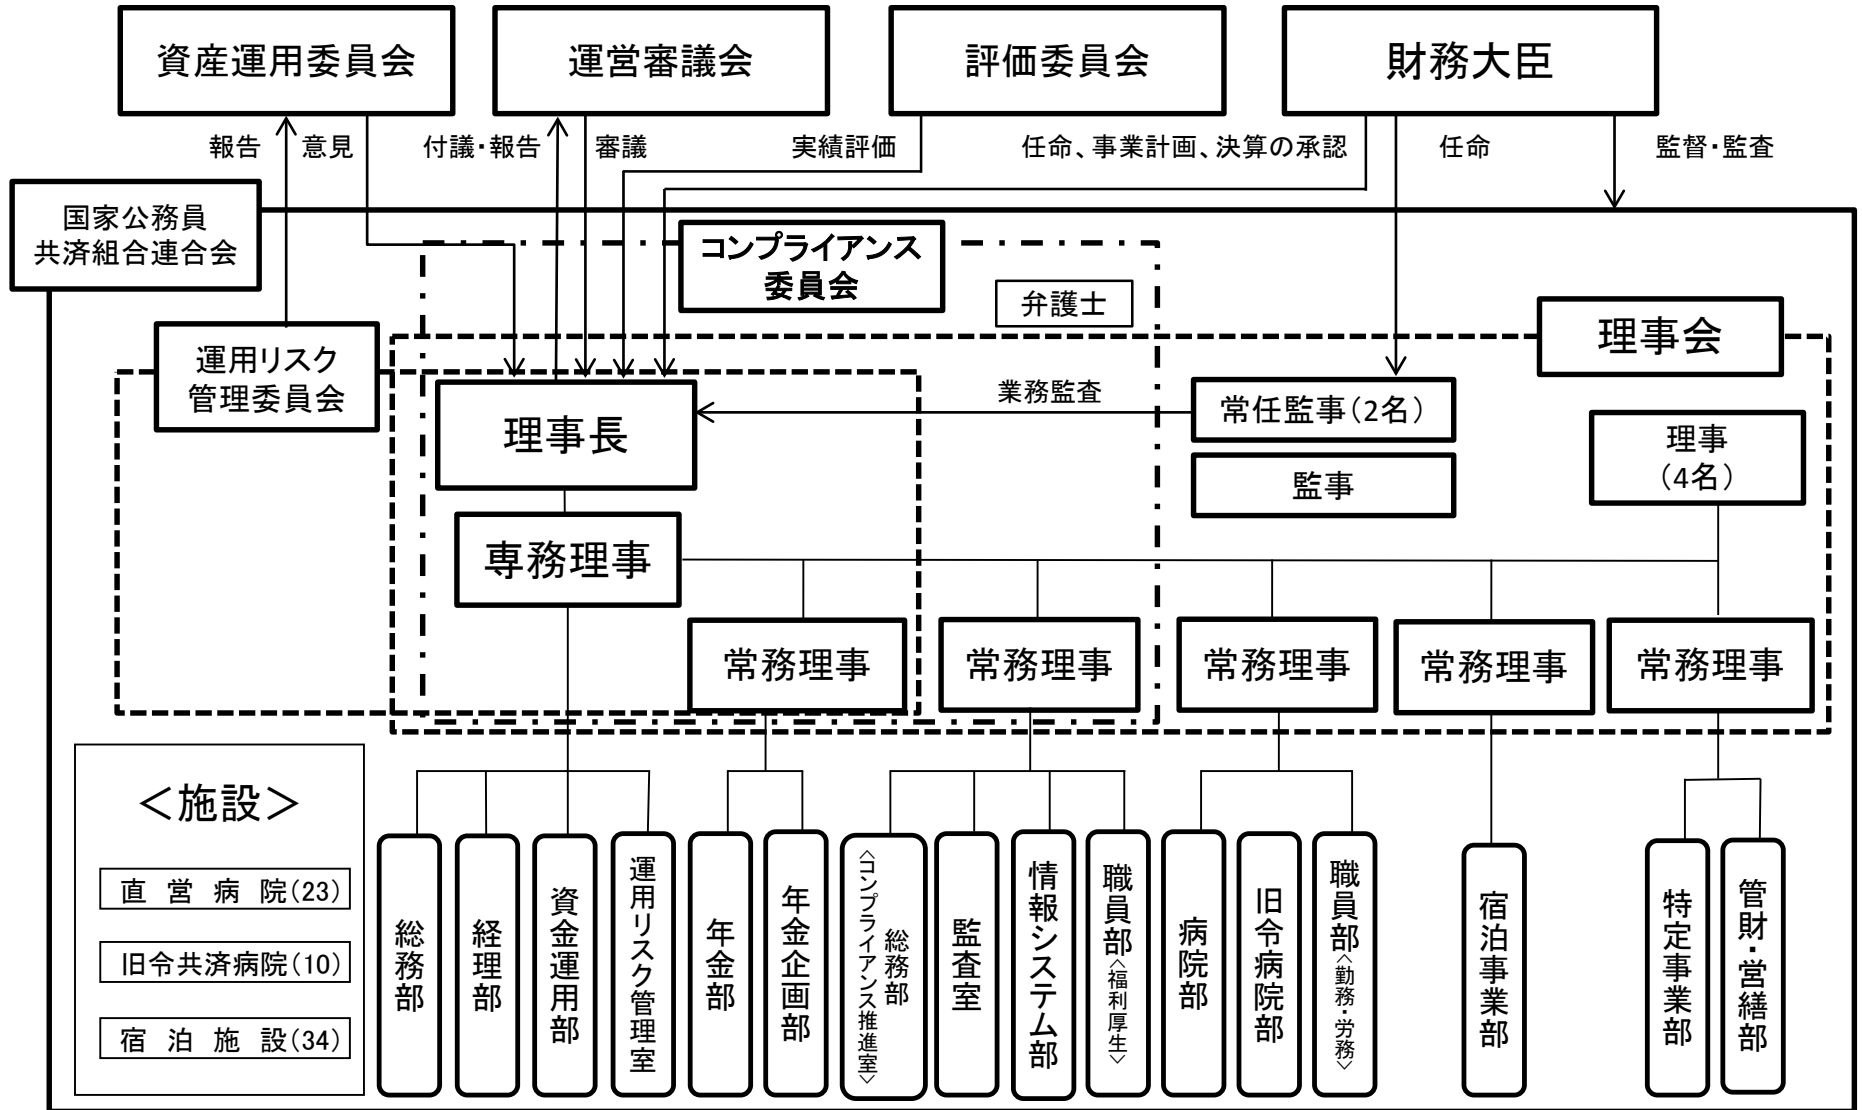 資産運用委員会
運営審議会
評価委員会
財務大臣
報告
意見
付議・報告
審議
実績評価
任命、事業計画、決算の承認
任命
監督・監査
国家公務員
共済組合連合会
コンプライアンス
委員会
弁護士
理事会
運用リスク
管理委員会
理事長
業務監査
常任監事(2名)
監事
理事
(4名)
専務理事
常務理事
常務理事
常務理事
常務理事
常務理事
<施設>
直営病院(23)
旧令共済病院(10)
宿泊施設(34)
総務部
経理部
資金運用部
運用リスク管理室
年金部
年金企画部
総務部
<コンプライアンス推進室>
監査室
情報システム部
職員部<福利厚生>
病院部
旧令病院部
職員部<勤務・労務>
宿泊事業部
特定事業部
管財・営繕部